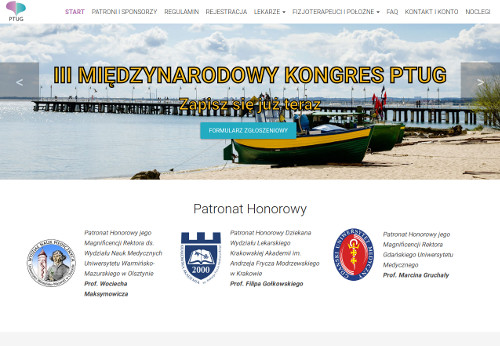 PTUG
START PATRONI I SPONSORZY REGULAMIN REJESTRACJA LEKARZE FIZJOTERAPEUCI I POŁOŻNE FAQ KONTAKT I KONTO NOCLEGI
III MIĘDZYNARODOWY KONGRES PTUG
Zapisz się już teraz
FORMULARZ ZGŁOSZENIOWY
< >
Patronat Honorowy
Patronat Honorowy jego
Magnificencji Rektora ds.
Wydziału Nauk Medycznych
Uniwersytetu Warmińsko-
Mazurskiego w Olsztynie
Prof. Wociecha
Maksymowicza
2000
Patronat Honorowy Dziekana
Wydziału Lekarskiego
Krakowskiej Akademii im.
Andrzeja Frycza Modrzewskiego
w Krakowie
Prof. Filipa Gołkowskiego
GDAŃSKI UNIWERSYTET MEDYCZNY
Patronat Honorowy jego
Magnificencji Rektora
Gdańskiego Uniwersytetu
Medycznego
Prof. Marcina Gruchały